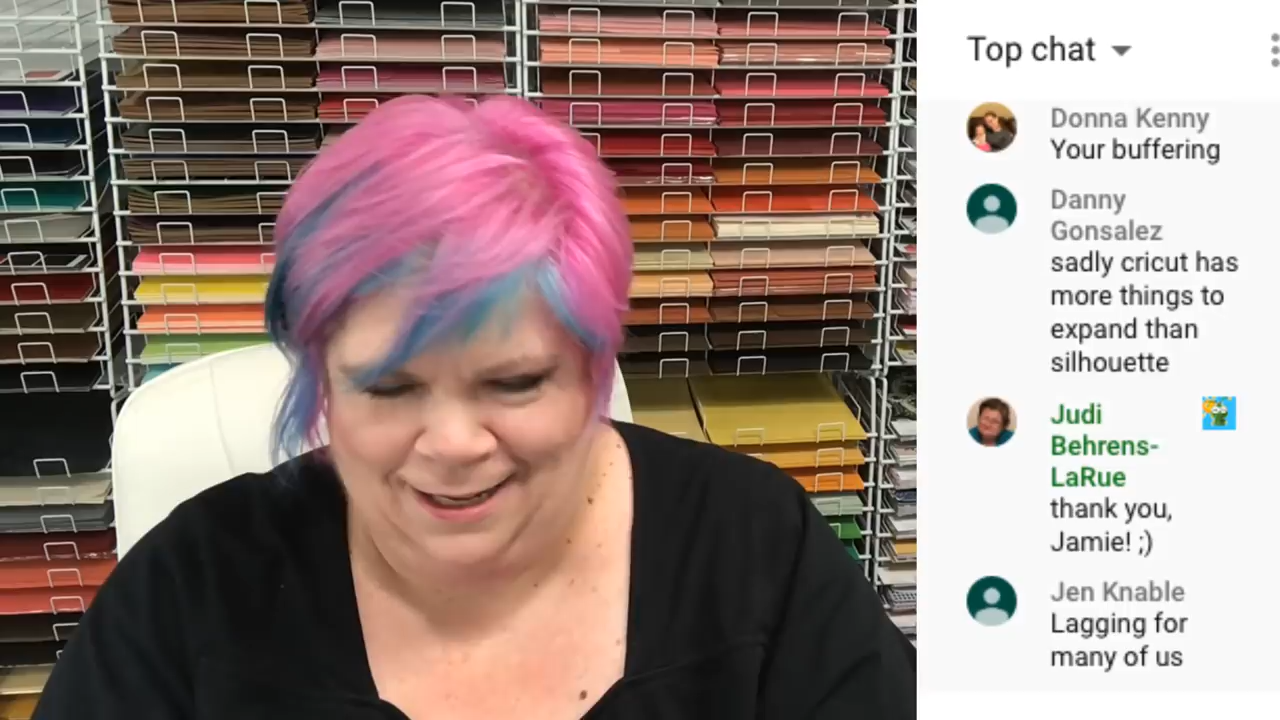 Top chat
Donna Kenny
Your buffering
Danny
Gonsalez
sadly cricut has
more things to
expand than
silhouette
Judi
Behrens-
LaRue
thank you,
Jamie! ;)
Jen Knable
Lagging for
many of us